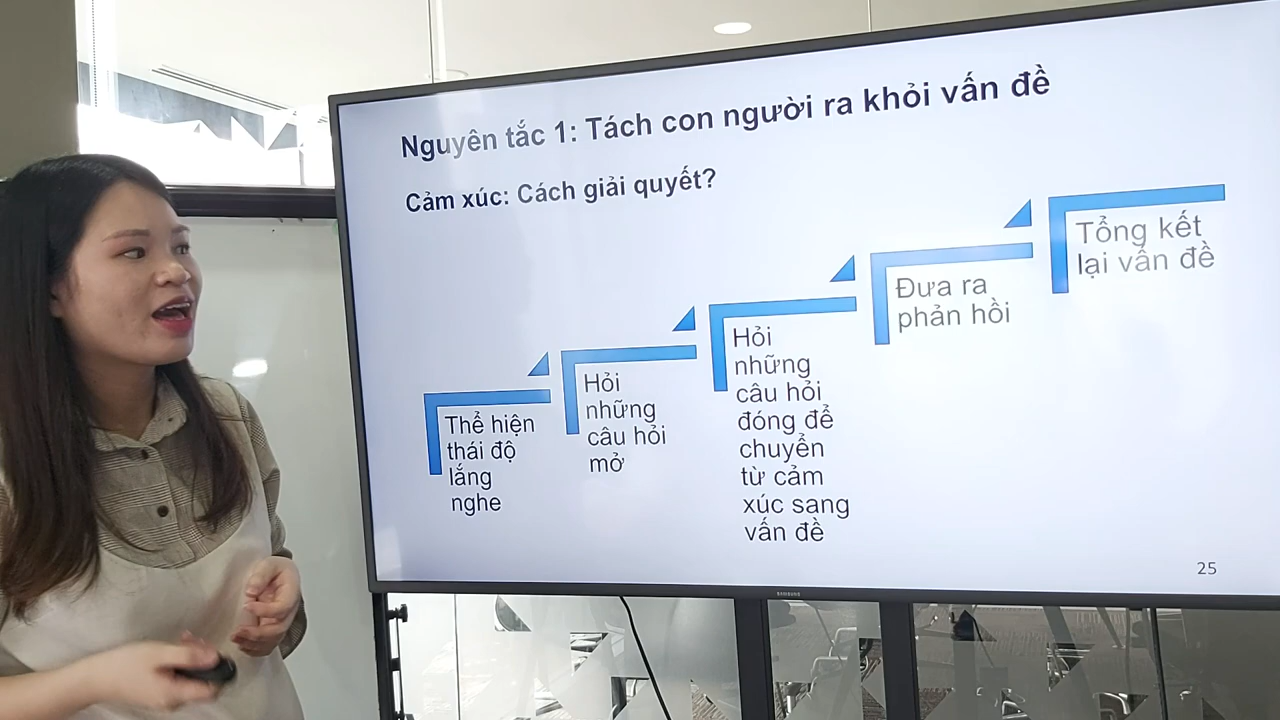 Nguyên tắc 1: Tách con người ra khỏi vấn đề
Cảm xúc: Cách giải quyết?
Thể hiện
thái độ
lắng
nghe
Hỏi
những
câu hỏi
mở
Hỏi
những
câu hỏi
đóng để
chuyển
từ cảm
xúc sang
vấn đề
Đưa ra
phản hồi
Tổng kết
lại vấn đề
25
SAMSUNG